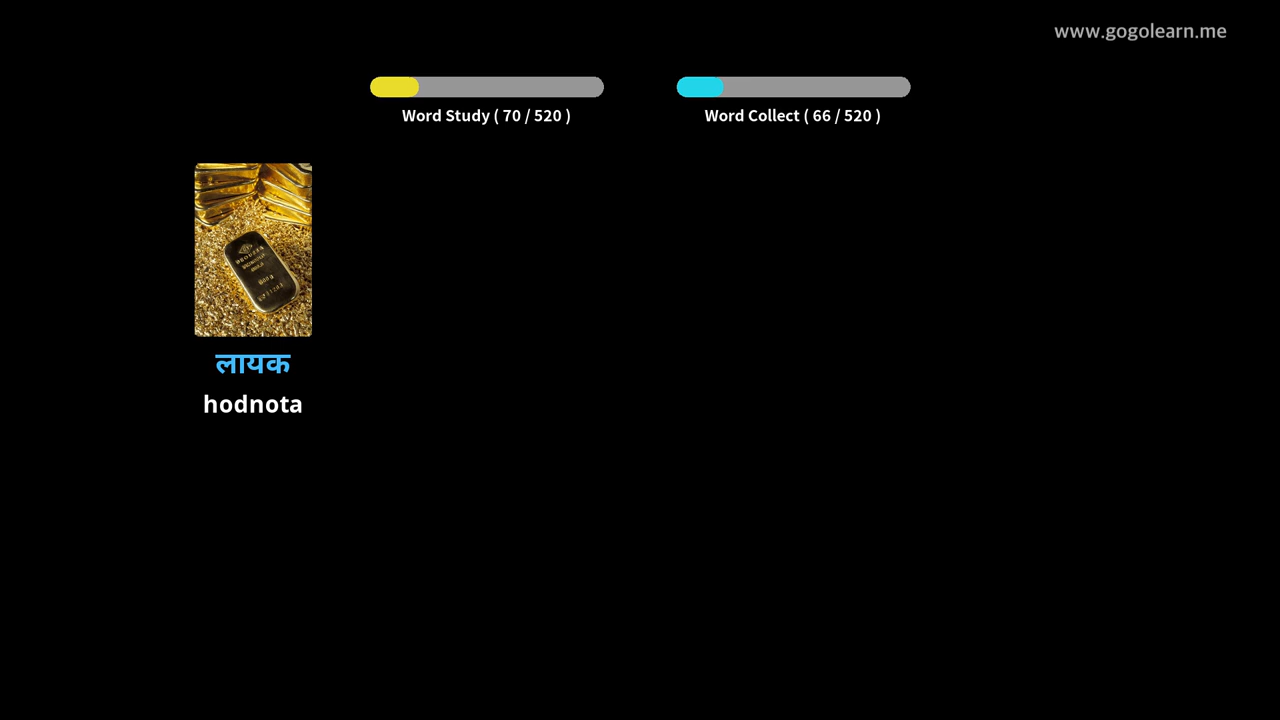 www.gogolearn.me
Word Study ( 70 / 520 )
Word Collect ( 66 / 520 )
लायक
hodnota